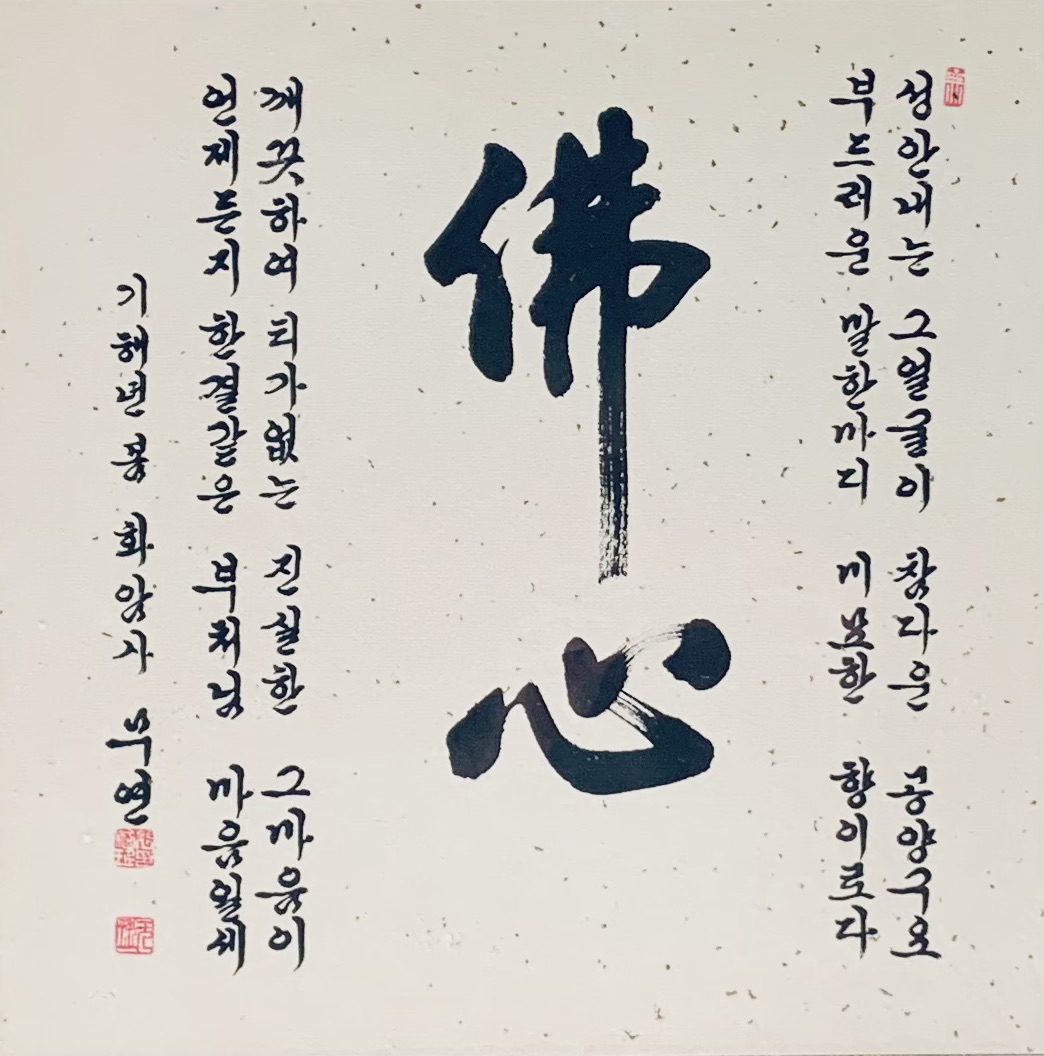 성안내는 그얼굴이 참다운 공양구요
부드러운 말한마디 미묘한 향이로다
佛心
깨끗하여 티가없는 진실한 그마음이
언제든지 한결같은 부처님 마음일세
기해년 봄 화암사